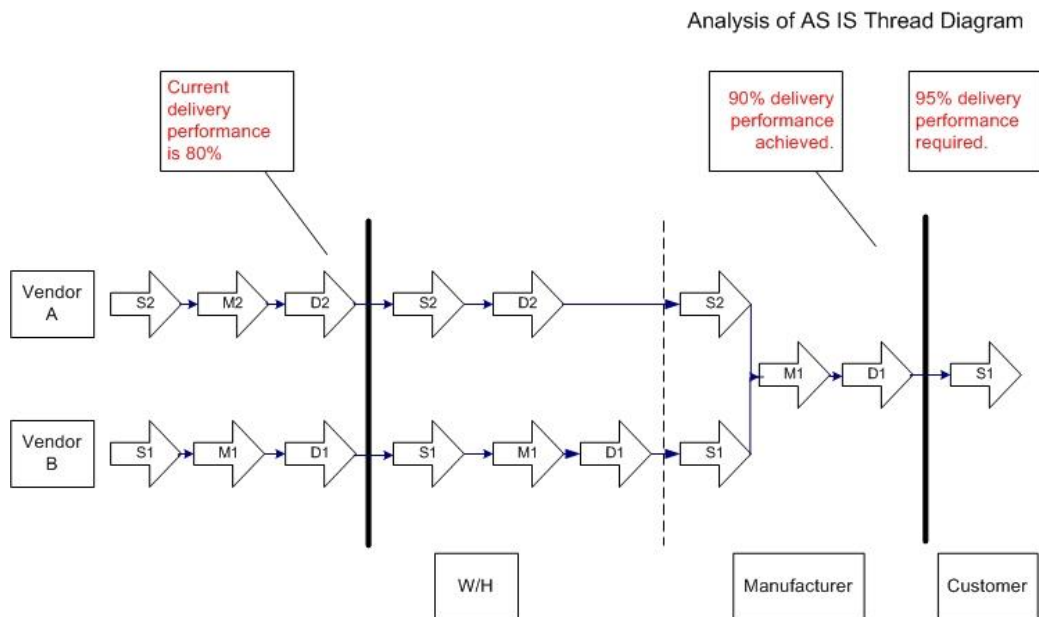 Analysis of AS IS Thread Diagram
Current
delivery
performance
is 80%
90% delivery
performance
achieved.
95% delivery
performance
required.
Vendor
A
S2
M2
D2
S2
D2
S2
M1
D1
S1
Vendor
B
S1
M1
D1
S1
M1
D1
S1
W/H
Manufacturer
Customer